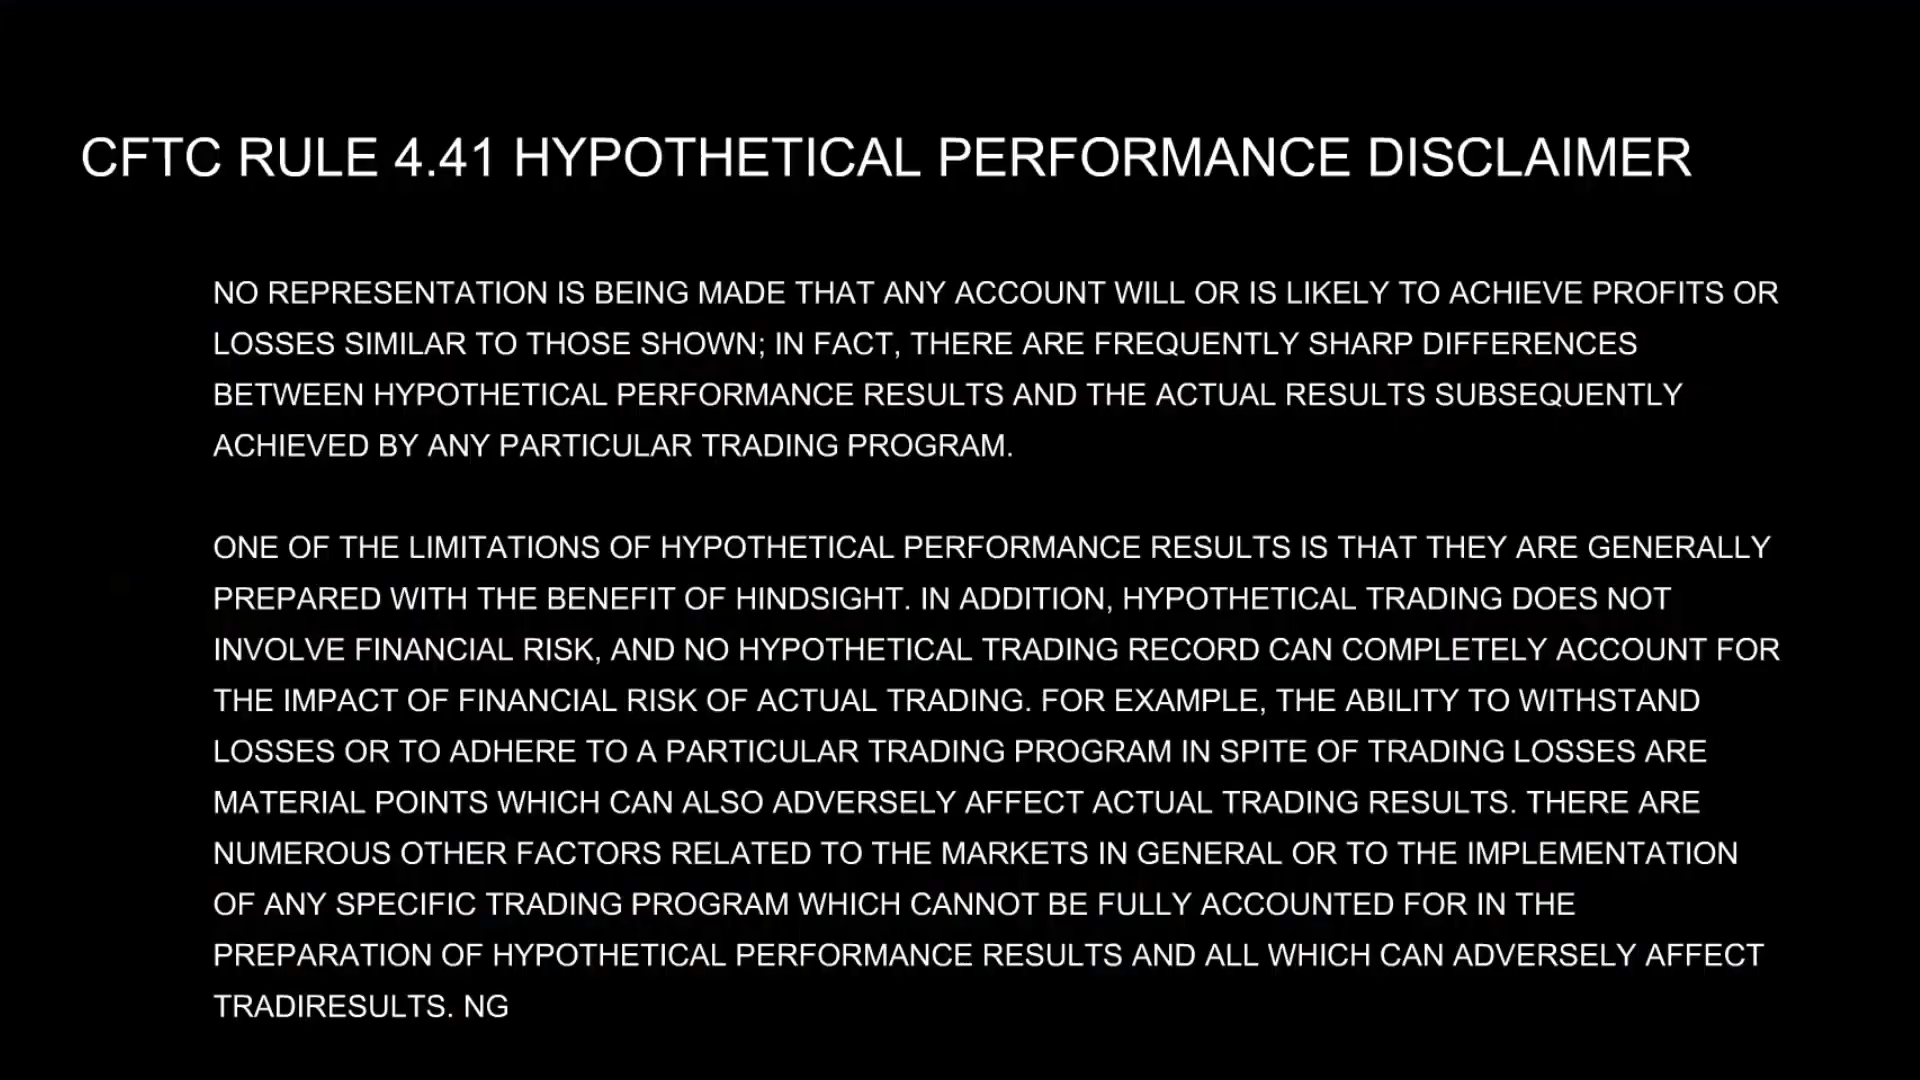 CFTC RULE 4.41 HYPOTHETICAL PERFORMANCE DISCLAIMER
NO REPRESENTATION IS BEING MADE THAT ANY ACCOUNT WILL OR IS LIKELY TO ACHIEVE PROFITS OR
LOSSES SIMILAR TO THOSE SHOWN; IN FACT, THERE ARE FREQUENTLY SHARP DIFFERENCES
BETWEEN HYPOTHETICAL PERFORMANCE RESULTS AND THE ACTUAL RESULTS SUBSEQUENTLY
ACHIEVED BY ANY PARTICULAR TRADING PROGRAM.
ONE OF THE LIMITATIONS OF HYPOTHETICAL PERFORMANCE RESULTS IS THAT THEY ARE GENERALLY
PREPARED WITH THE BENEFIT OF HINDSIGHT. IN ADDITION, HYPOTHETICAL TRADING DOES NOT
INVOLVE FINANCIAL RISK, AND NO HYPOTHETICAL TRADING RECORD CAN COMPLETELY ACCOUNT FOR
THE IMPACT OF FINANCIAL RISK OF ACTUAL TRADING. FOR EXAMPLE, THE ABILITY TO WITHSTAND
LOSSES OR TO ADHERE TO A PARTICULAR TRADING PROGRAM IN SPITE OF TRADING LOSSES ARE
MATERIAL POINTS WHICH CAN ALSO ADVERSELY AFFECT ACTUAL TRADING RESULTS. THERE ARE
NUMEROUS OTHER FACTORS RELATED TO THE MARKETS IN GENERAL OR TO THE IMPLEMENTATION
OF ANY SPECIFIC TRADING PROGRAM WHICH CANNOT BE FULLY ACCOUNTED FOR IN THE
PREPARATION OF HYPOTHETICAL PERFORMANCE RESULTS AND ALL WHICH CAN ADVERSELY AFFECT
TRADIRESULTS. NG